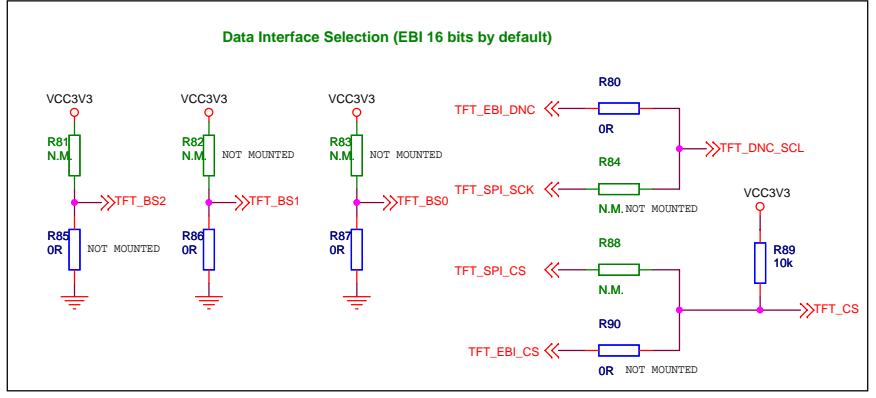 Data Interface Selection (EBI 16 bits by default)
VCC3V3
R81
N.M.
TFT_BS2
R85
0R
NOT MOUNTED
VCC3V3
R82
N.M.
NOT MOUNTED
TFT_BS1
R86
0R
VCC3V3
R83
N.M.
NOT MOUNTED
TFT_BS0
R87
0R
R80
TFT_EBI_DNC
0R
TFT_DNC_SCL
R84
TFT_SPI_SCK
N.M.
NOT MOUNTED
VCC3V3
R89
10k
R88
TFT_SPI_CS
N.M.
TFT_CS
R90
TFT_EBI_CS
0R
NOT MOUNTED